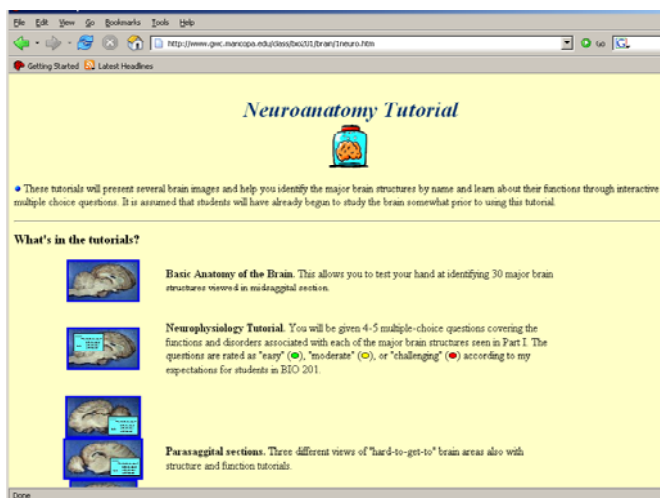 File Edit View Go Bookmarks Tools Help
http://www.gwc.maricopa.edu/class/bio201/brain/1neuro.htm Go
Getting Started Latest Headlines
Neuroanatomy Tutorial
These tutorials will present several brain images and help you identify the major brain structures by name and learn about their functions through interactive
multiple choice questions. It is assumed that students will have already begun to study the brain somewhat prior to using this tutorial.
What's in the tutorials?
Basic Anatomy of the Brain. This allows you to test your hand at identifying 30 major brain
structures viewed in midsaggital section.
Neurophysiology Tutorial. You will be given 4-5 multiple-choice questions covering the
functions and disorders associated with each of the major brain structures seen in Part I. The
questions are rated as "easy" (), "moderate" (), or "challenging" () according to my
expectations for students in BIO 201.
Parasaggital sections. Three different views of "hard-to-get-to" brain areas also with
structure and function tutorials.
Done